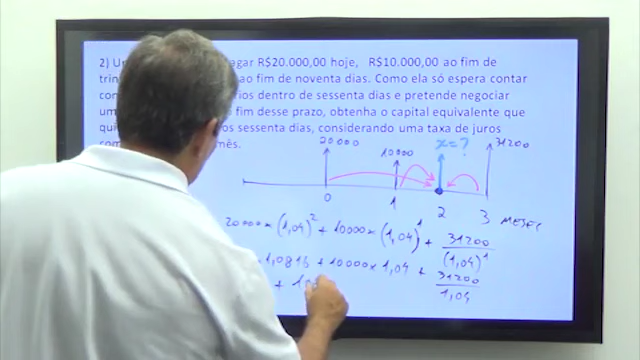 2) U agar R$20.000,00 hoje, R$10.000,00 ao fim de
trin ao fim de noventa dias. Como ela só espera contar
con ios dentro de sessenta dias e pretende negociar
um fim desse prazo, obtenha o capital equivalente que
qui os sessenta dias, considerando uma taxa de juros
com mês.
20000 10000 x=? 31200
0 1 2 3 MESES
20000 × (1,04)² + 10000 × (1,04)¹ + 31200 / (1,04)¹
1,0816 + 10000 × 1,04 + 31200 / 1,04
+